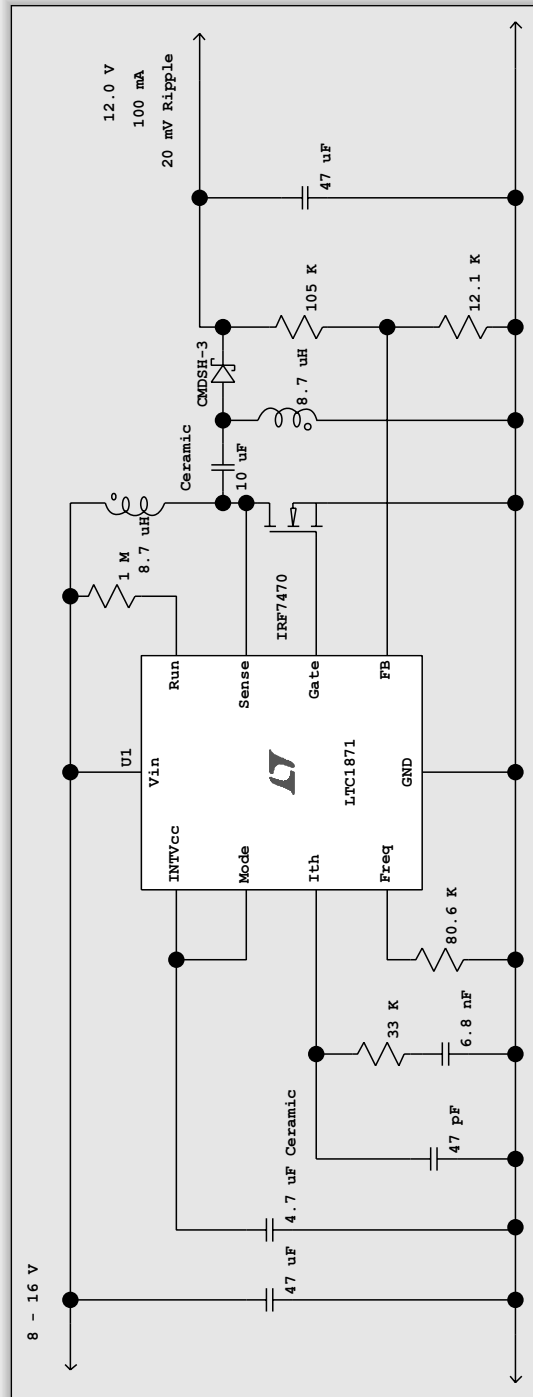 8 - 16 V
47 uF
4.7 uF Ceramic
47 pF
33 K
6.8 nF
80.6 K
INTVcc
Mode
Ith
Freq
U1
Vin
LT
LTC1871
GND
Run
Sense
Gate
FB
1 M
8.7 uH
IRF7470
Ceramic
10 uF
CMDSH-3
8.7 uH
105 K
12.1 K
47 uF
12.0 V
100 mA
20 mV Ripple